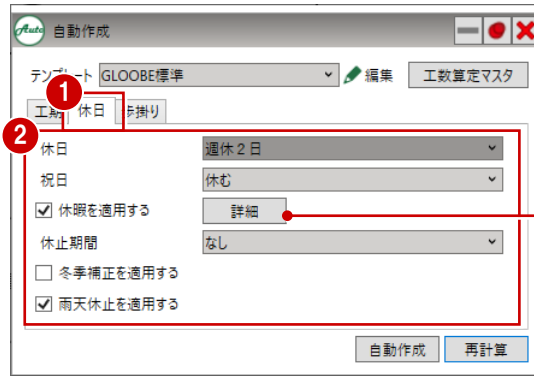 Auto 自動作成
テンプレート GLOOBE標準 編集 工数算定マスタ
1
工期 休日 歩掛り
2
休日 週休２日
祝日 休む
休暇を適用する 詳細
休止期間 なし
冬季補正を適用する
雨天休止を適用する
自動作成 再計算